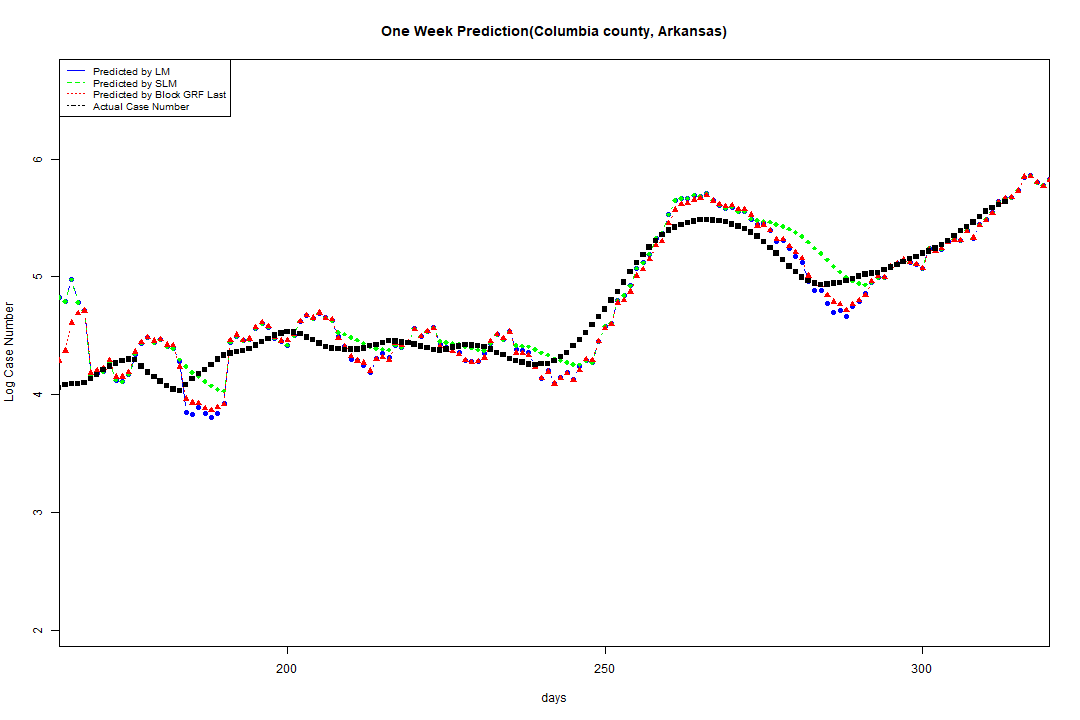 One Week Prediction(Columbia county, Arkansas)
Predicted by LM
Predicted by SLM
Predicted by Block GRF Last
Actual Case Number
6
5
4
3
2
Log Case Number
200
250
300
days